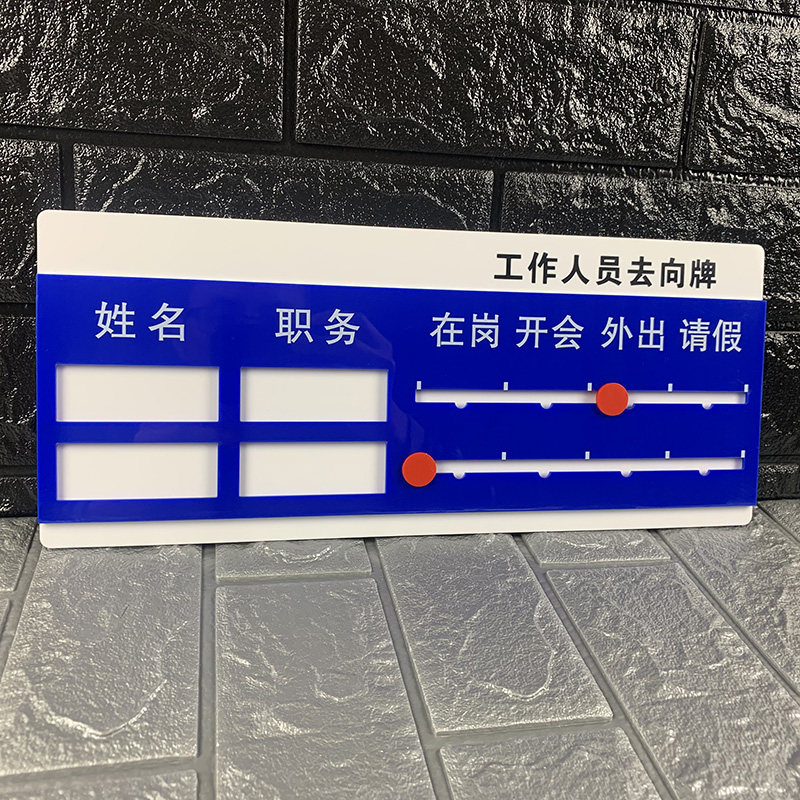 工作人员去向牌
姓名 职务 在岗 开会 外出 请假